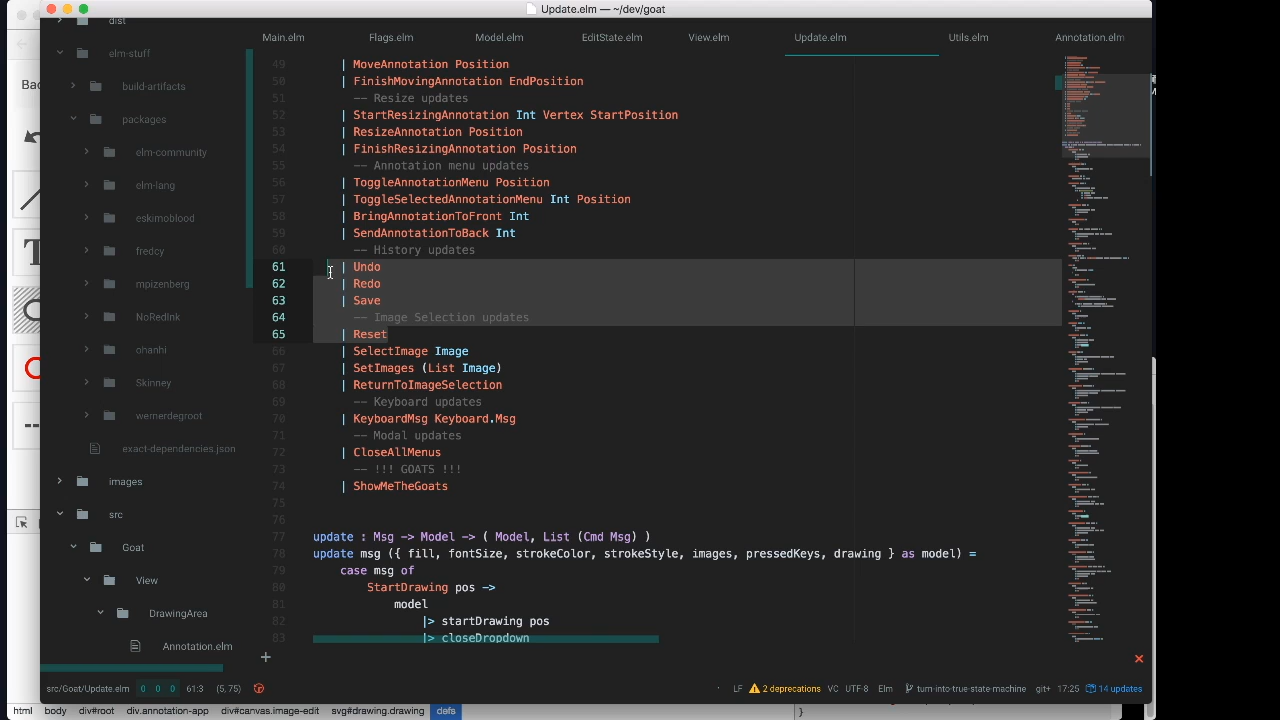 Update.elm — ~/dev/goat
Main.elm
Flags.elm
Model.elm
EditState.elm
View.elm
Update.elm
Utils.elm
Annotation.elm
dist
elm-stuff
build-artifacts
packages
elm-community
elm-lang
eskimoblood
fredcy
mpizenberg
NoRedInk
ohanhi
Skinney
wernerdegroot
exact-dependencies.json
images
src
Goat
View
DrawingArea
Annotation.elm
49 | MoveAnnotation Position
50 | FinishMovingAnnotation EndPosition
51 -- Resize updates
52 | StartResizingAnnotation Int Vertex StartPosition
53 | ResizeAnnotation Position
54 | FinishResizingAnnotation Position
55 -- Annotation menu updates
56 | ToggleAnnotationMenu Position
57 | ToggleSelectedAnnotationMenu Int Position
58 | BringAnnotationToFront Int
59 | SendAnnotationToBack Int
60 -- History updates
61 | Undo
62 | Redo
63 | Save
64 -- Image Selection updates
65 | Reset
66 | SelectImage Image
67 | SetImages (List Image)
68 | ReturnToImageSelection
69 -- Keyboard updates
70 | KeyboardMsg Keyboard.Msg
71 -- Modal updates
72 | CloseAllMenus
73 -- !!! GOATS !!!
74 | ShowMeTheGoats
75
76
77 update : Msg -> Model -> ( Model, List (Cmd Msg) )
78 update msg ({ fill, fontSize, strokeColor, strokeStyle, images, pressedKeys, drawing } as model) =
79 case msg of
80 StartDrawing pos ->
81 model
82 |> startDrawing pos
83 |> closeDropdown
src/Goat/Update.elm 0 0 0 61:3 (5, 75)
LF 2 deprecations VC UTF-8 Elm turn-into-true-state-machine git+ 17:25 14 updates
html body div#root div.annotation-app div#canvas.image-edit svg#drawing.drawing defs
}